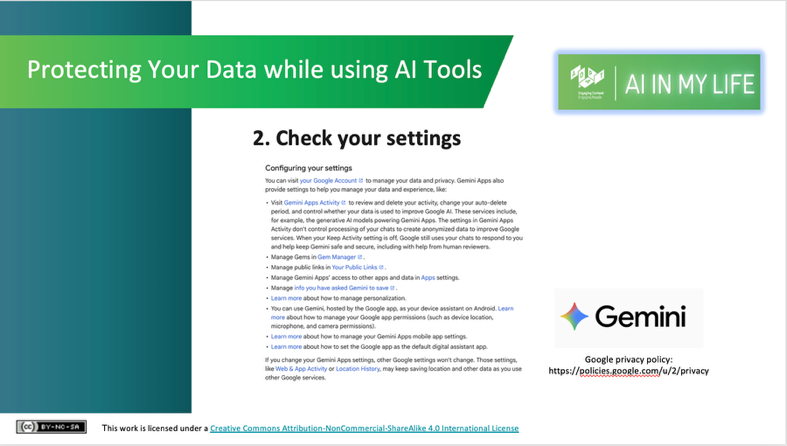 Protecting Your Data while using AI Tools
AI IN MY LIFE
2. Check your settings
Configuring your settings
You can visit your Google Account to manage your data and privacy. Gemini Apps also
provide settings to help you manage your data and experience, like:
• Visit Gemini Apps Activity to review and delete your activity, change your auto-delete
period, and control whether your data is used to improve Google AI. These services include,
for example, the generative AI models powering Gemini Apps. The settings in Gemini Apps
Activity don't control processing of your chats to create anonymized data to improve Google
services. When your Keep Activity setting is off, Google still uses your chats to respond to you
and help keep Gemini safe and secure, including with help from human reviewers.
• Manage Gems in Gem Manager.
• Manage public links in Your Public Links.
• Manage Gemini Apps' access to other apps and data in Apps settings.
• Manage info you have asked Gemini to save.
• Learn more about how to manage personalization.
• You can use Gemini, hosted by the Google app, as your device assistant on Android. Learn
more about how to manage your Google app permissions (such as device location,
microphone, and camera permissions).
• Learn more about how to manage your Gemini Apps mobile app settings.
• Learn more about how to set the Google app as the default digital assistant app.
If you change your Gemini Apps settings, other Google settings won't change. Those settings,
like Web & App Activity or Location History, may keep saving location and other data as you use
other Google services.
Gemini
Google privacy policy:
https://policies.google.com/u/2/privacy
CC BY-NC-SA
This work is licensed under a Creative Commons Attribution-NonCommercial-ShareAlike 4.0 International License